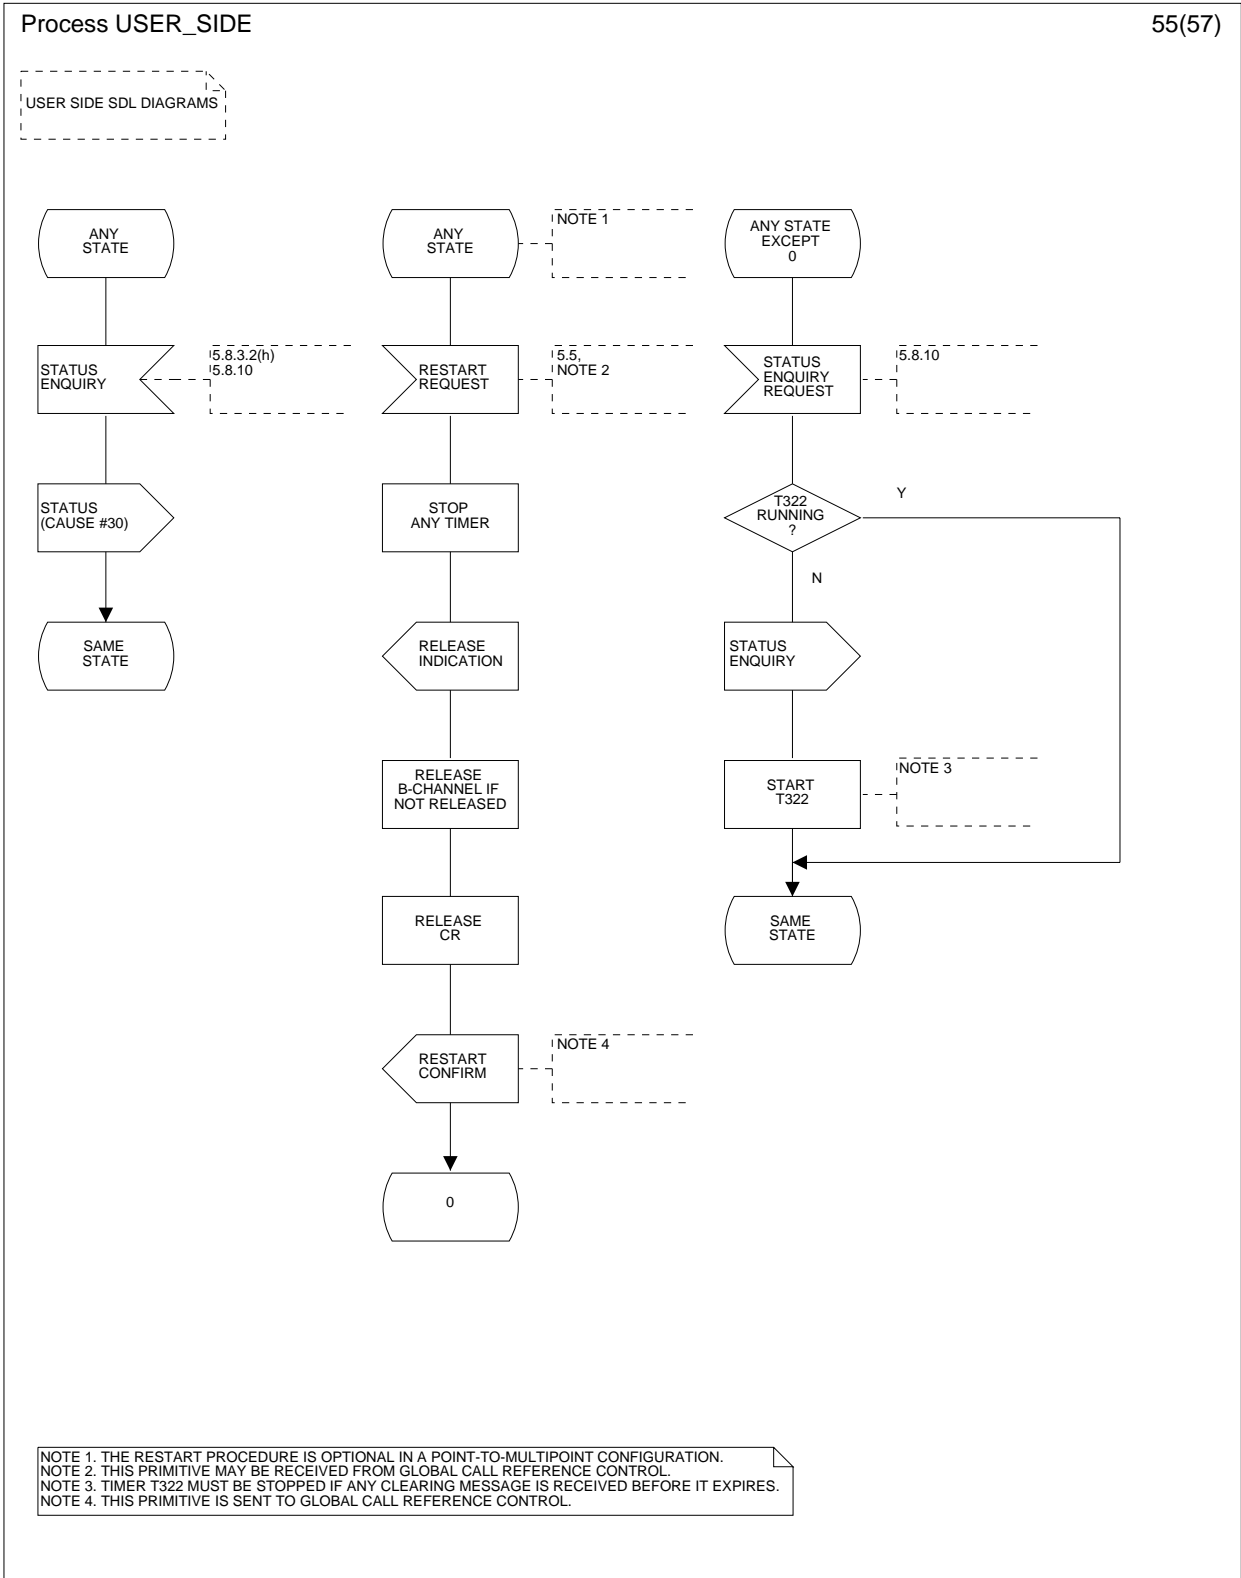 Process USER_SIDE
55(57)
USER SIDE SDL DIAGRAMS
ANY
STATE
STATUS
ENQUIRY
5.8.3.2(h)
5.8.10
STATUS
(CAUSE #30)
SAME
STATE
ANY
STATE
NOTE 1
RESTART
REQUEST
5.5,
NOTE 2
STOP
ANY TIMER
RELEASE
INDICATION
RELEASE
B-CHANNEL IF
NOT RELEASED
RELEASE
CR
RESTART
CONFIRM
NOTE 4
0
ANY STATE
EXCEPT
0
STATUS
ENQUIRY
REQUEST
5.8.10
T322
RUNNING
?
Y
N
STATUS
ENQUIRY
START
T322
NOTE 3
SAME
STATE
NOTE 1. THE RESTART PROCEDURE IS OPTIONAL IN A POINT-TO-MULTIPOINT CONFIGURATION.
NOTE 2. THIS PRIMITIVE MAY BE RECEIVED FROM GLOBAL CALL REFERENCE CONTROL.
NOTE 3. TIMER T322 MUST BE STOPPED IF ANY CLEARING MESSAGE IS RECEIVED BEFORE IT EXPIRES.
NOTE 4. THIS PRIMITIVE IS SENT TO GLOBAL CALL REFERENCE CONTROL.